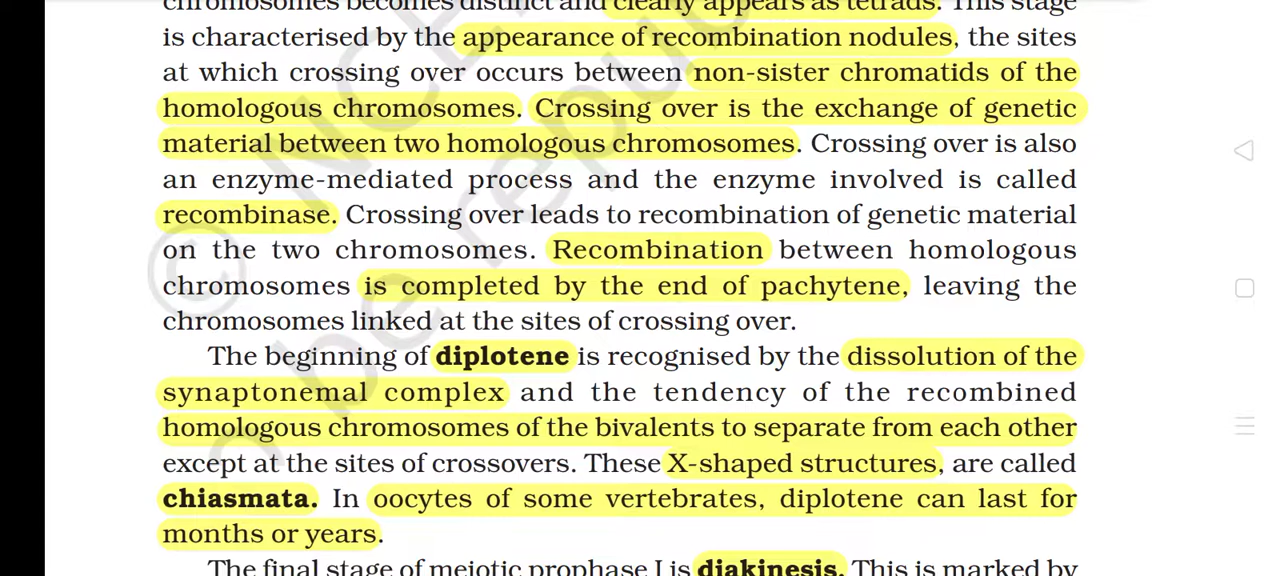 chromosomes becomes distinct and clearly appears as tetrads. This stage
is characterised by the appearance of recombination nodules, the sites
at which crossing over occurs between non-sister chromatids of the
homologous chromosomes. Crossing over is the exchange of genetic
material between two homologous chromosomes. Crossing over is also
an enzyme-mediated process and the enzyme involved is called
recombinase. Crossing over leads to recombination of genetic material
on the two chromosomes. Recombination between homologous
chromosomes is completed by the end of pachytene, leaving the
chromosomes linked at the sites of crossing over.
The beginning of diplotene is recognised by the dissolution of the
synaptonemal complex and the tendency of the recombined
homologous chromosomes of the bivalents to separate from each other
except at the sites of crossovers. These X-shaped structures, are called
chiasmata. In oocytes of some vertebrates, diplotene can last for
months or years.
The final stage of meiotic prophase I is diakinesis. This is marked by